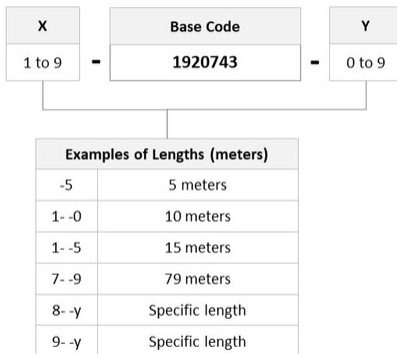 X Base Code Y
1 to 9 - 1920743 - 0 to 9
Examples of Lengths (meters)
-5 5 meters
1- -0 10 meters
1- -5 15 meters
7- -9 79 meters
8- -y Specific length
9- -y Specific length